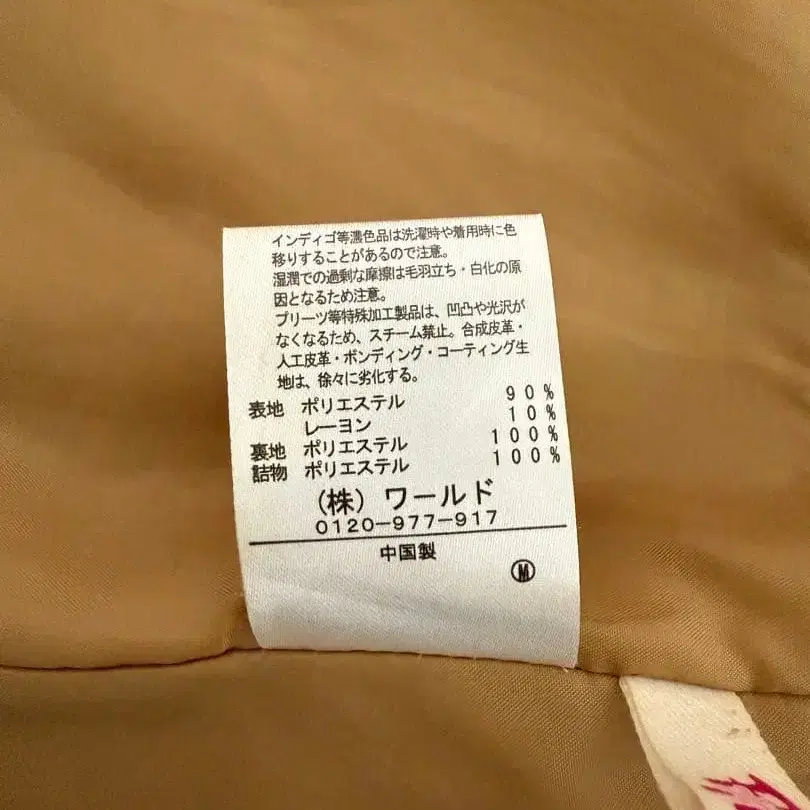 インディゴ等濃色品は洗濯時や着用時に色
移りすることがあるので注意。
湿潤での過剰な摩擦は毛羽立ち・白化の原
因となるため注意。
プリーツ等特殊加工製品は、凹凸や光沢が
なくなるため、スチーム禁止。合成皮革・
人工皮革・ボンディング・コーティング生
地は、徐々に劣化する。
表地 ポリエステル 90%
レーヨン 10%
裏地 ポリエステル 100%
詰物 ポリエステル 100%
(株)ワールド
0120-977-917
中国製
M